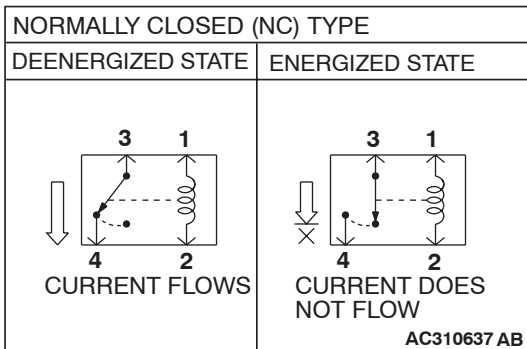 NORMALLY CLOSED (NC) TYPE
DEENERGIZED STATE
ENERGIZED STATE
3 1
4 2
CURRENT FLOWS
3 1
4 2
CURRENT DOES
NOT FLOW
AC310637 AB